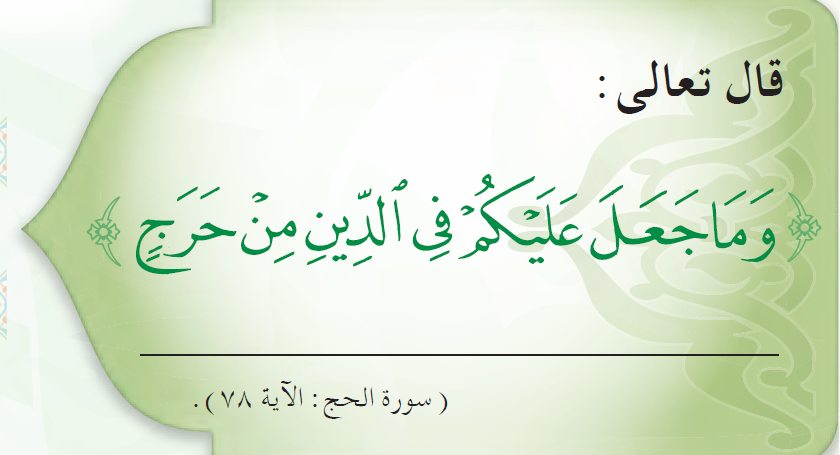 قال تعالى :
﴿ وَمَا جَعَلَ عَلَيْكُمْ فِي ٱلدِّينِ مِنْ حَرَجٍ ﴾
( سورة الحج : الآية ٧٨ ) .